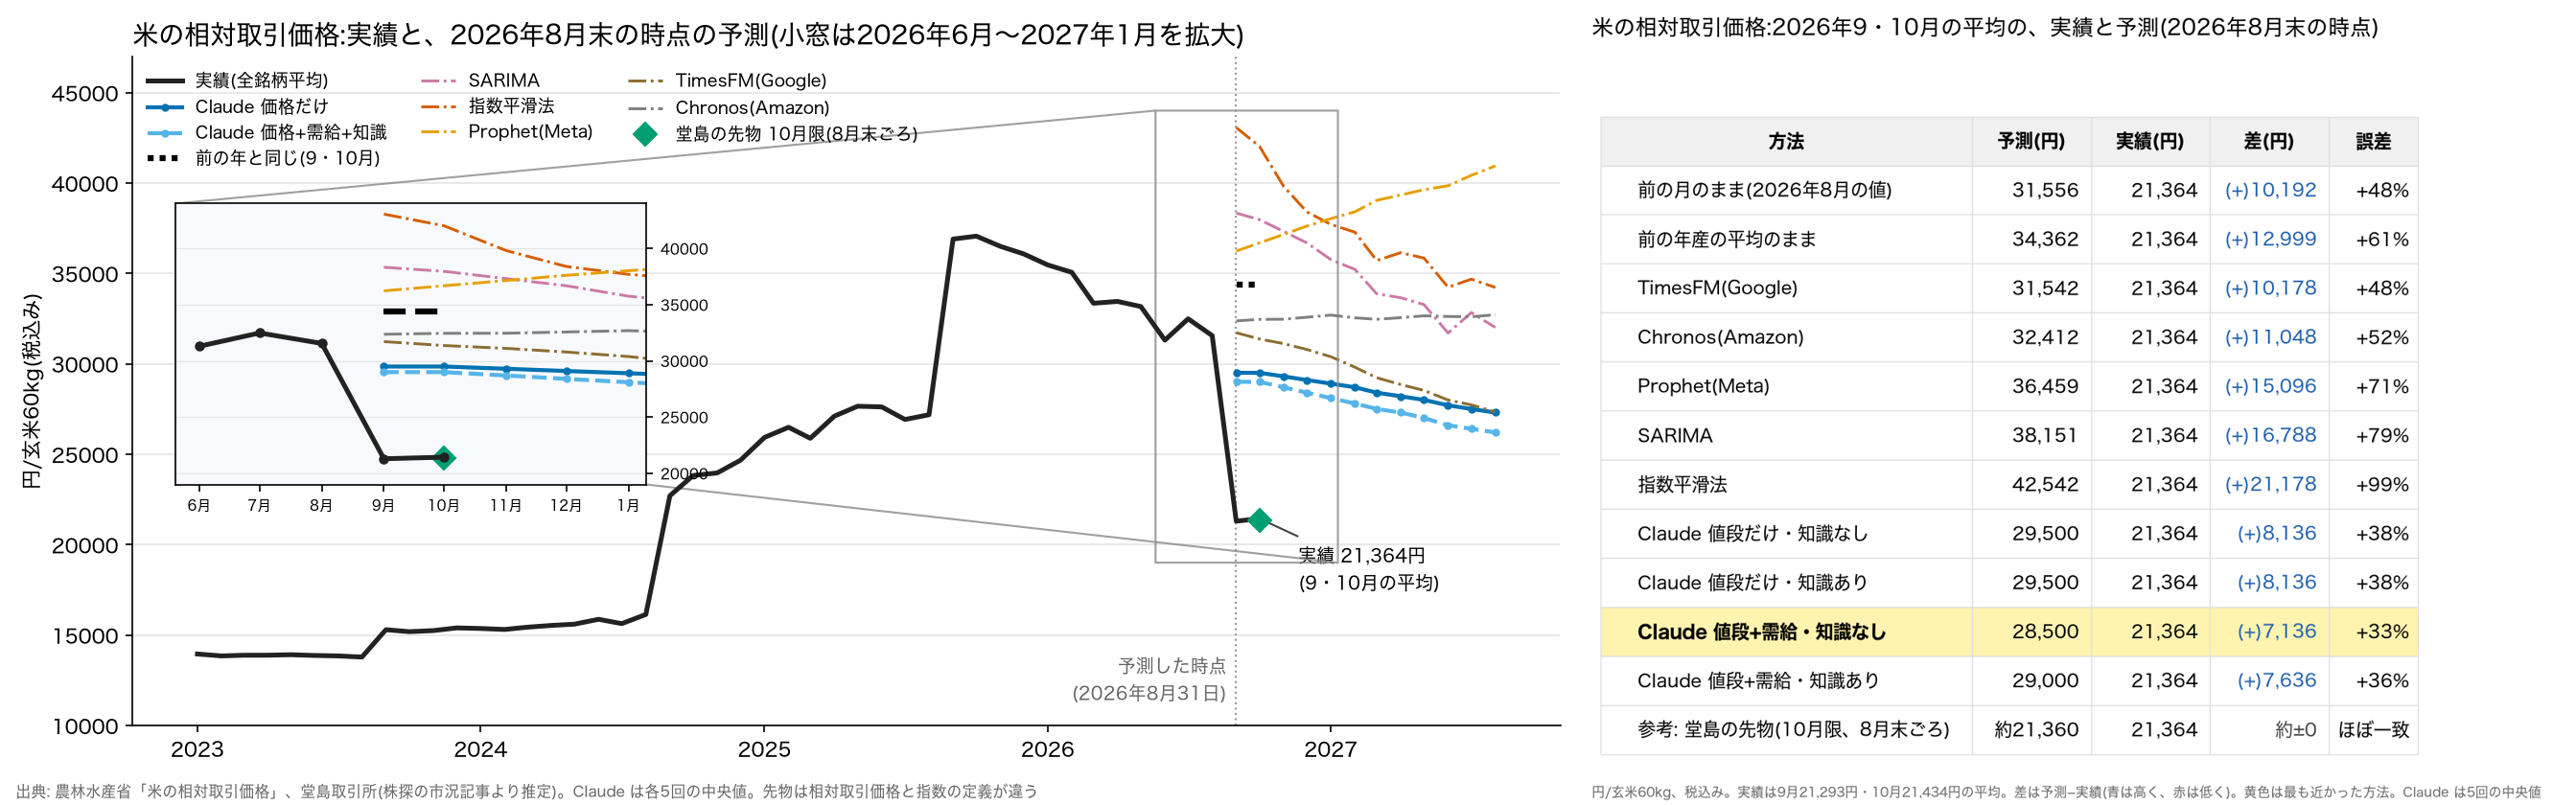 米の相対取引価格:実績と、2026年8月末の時点の予測(小窓は2026年6月～2027年1月を拡大)
実績(全銘柄平均)
Claude 価格だけ
Claude 価格+需給+知識
前の年と同じ(9・10月)
SARIMA
指数平滑法
Prophet(Meta)
TimesFM(Google)
Chronos(Amazon)
堂島の先物 10月限(8月末ごろ)
円/玄米60kg(税込み)
45000
40000
35000
30000
25000
20000
15000
10000
2023
2024
2025
2026
2027
40000
35000
30000
25000
20000
6月
7月
8月
9月
10月
11月
12月
1月
実績 21,364円
(9・10月の平均)
予測した時点
(2026年8月31日)
出典: 農林水産省「米の相対取引価格」、堂島取引所(株探の市況記事より推定)。Claude は各5回の中央値。先物は相対取引価格と指数の定義が違う
米の相対取引価格:2026年9・10月の平均の、実績と予測(2026年8月末の時点)
方法 予測(円) 実績(円) 差(円) 誤差
前の月のまま(2026年8月の値) 31,556 21,364 (+)10,192 +48%
前の年産の平均のまま 34,362 21,364 (+)12,999 +61%
TimesFM(Google) 31,542 21,364 (+)10,178 +48%
Chronos(Amazon) 32,412 21,364 (+)11,048 +52%
Prophet(Meta) 36,459 21,364 (+)15,096 +71%
SARIMA 38,151 21,364 (+)16,788 +79%
指数平滑法 42,542 21,364 (+)21,178 +99%
Claude 値段だけ・知識なし 29,500 21,364 (+)8,136 +38%
Claude 値段だけ・知識あり 29,500 21,364 (+)8,136 +38%
Claude 値段+需給・知識なし 28,500 21,364 (+)7,136 +33%
Claude 値段+需給・知識あり 29,000 21,364 (+)7,636 +36%
参考: 堂島の先物(10月限、8月末ごろ) 約21,360 21,364 約±0 ほぼ一致
円/玄米60kg、税込み。実績は9月21,293円・10月21,434円の平均。差は予測−実績(青は高く、赤は低く)。黄色は最も近かった方法。Claude は5回の中央値